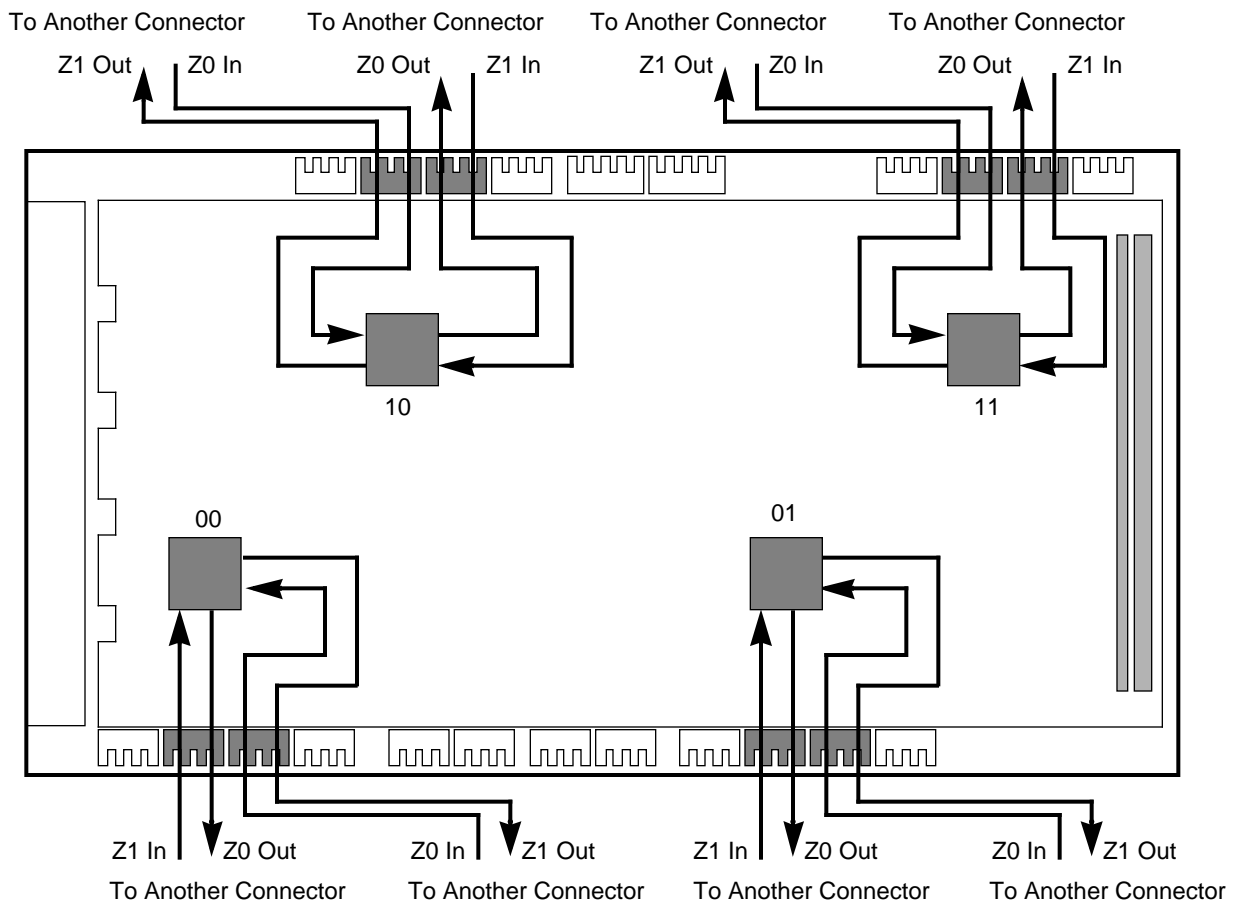 To Another Connector To Another Connector To Another Connector To Another Connector
Z1 Out Z0 In Z0 Out Z1 In Z1 Out Z0 In Z0 Out Z1 In
10 11
00 01
Z1 In Z0 Out Z0 In Z1 Out Z1 In Z0 Out Z0 In Z1 Out
To Another Connector To Another Connector To Another Connector To Another Connector